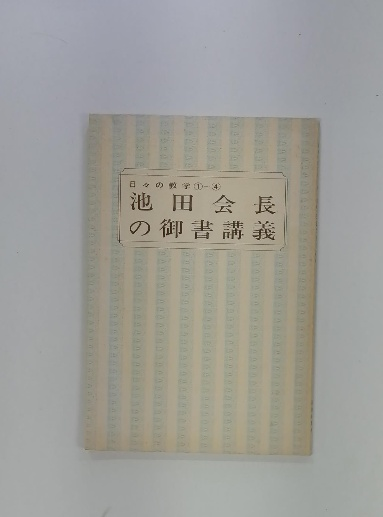 日々の教学①-④
池田会長
の御書講義